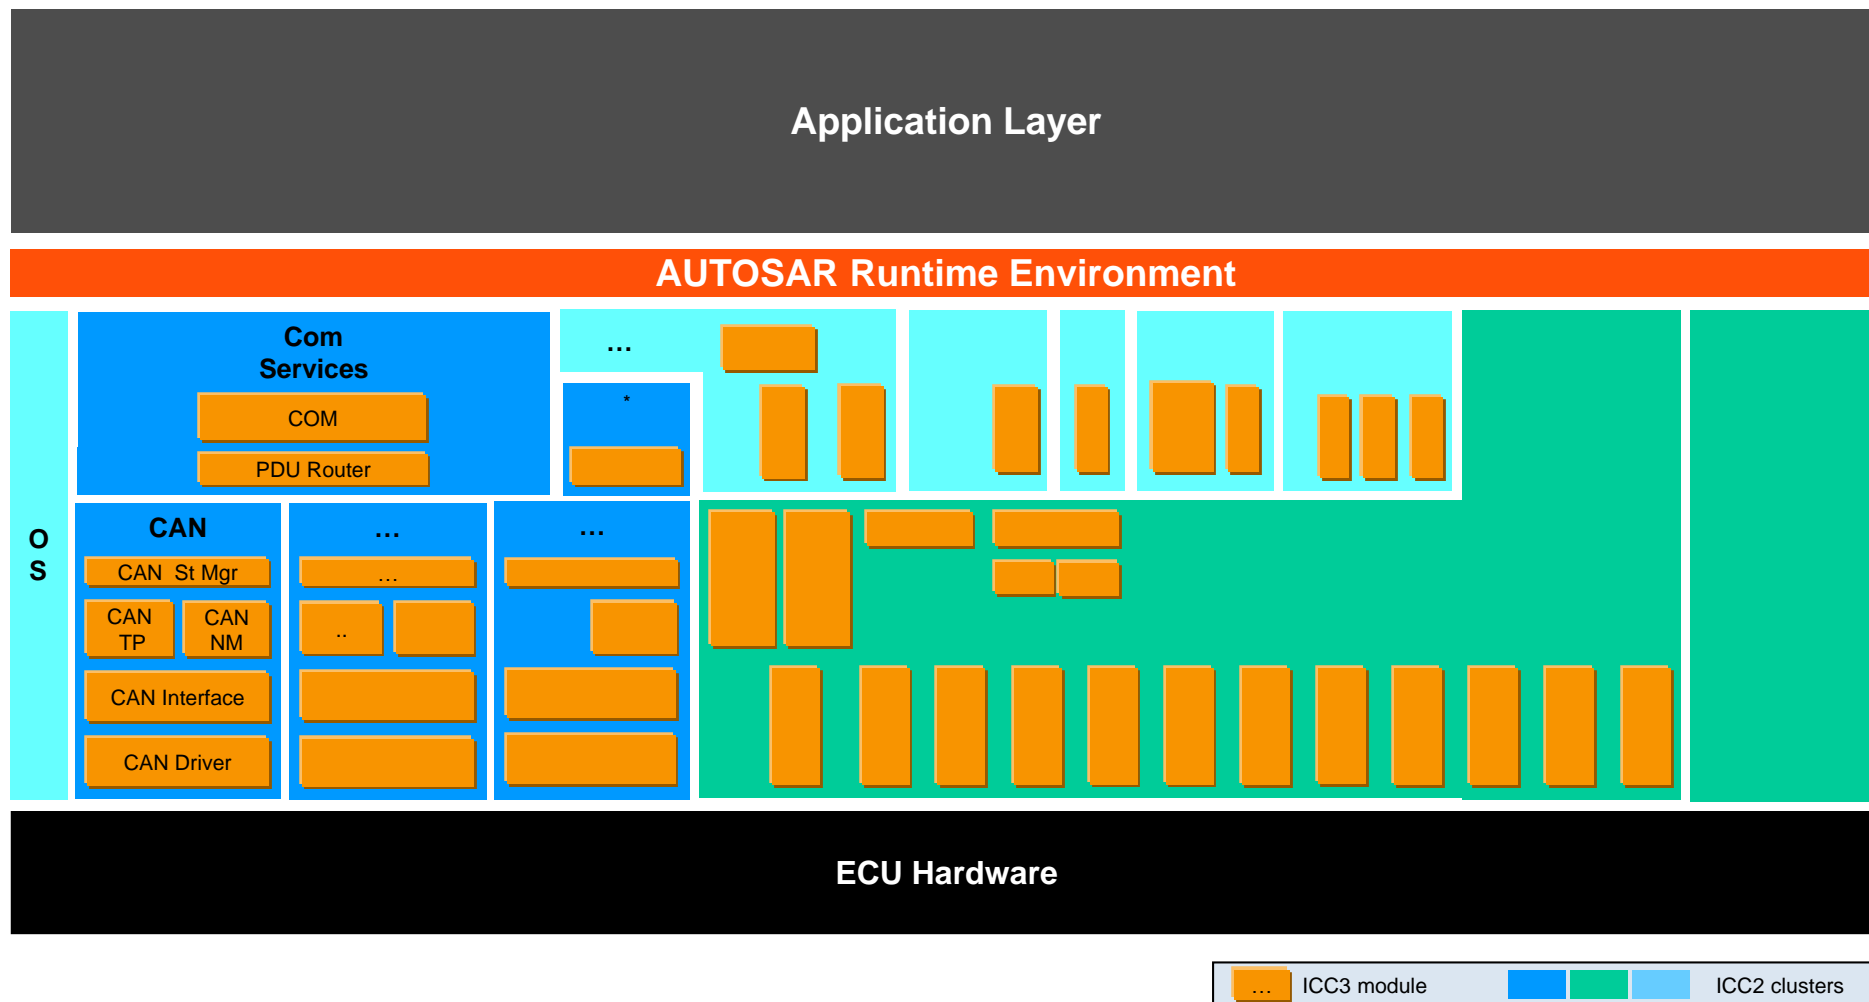 Application Layer
AUTOSAR Runtime Environment
O
S
Com
Services
COM
PDU Router
...
*
CAN
CAN St Mgr
CAN
TP
CAN
NM
CAN Interface
CAN Driver
...
...
..
...
ECU Hardware
...
ICC3 module
ICC2 clusters